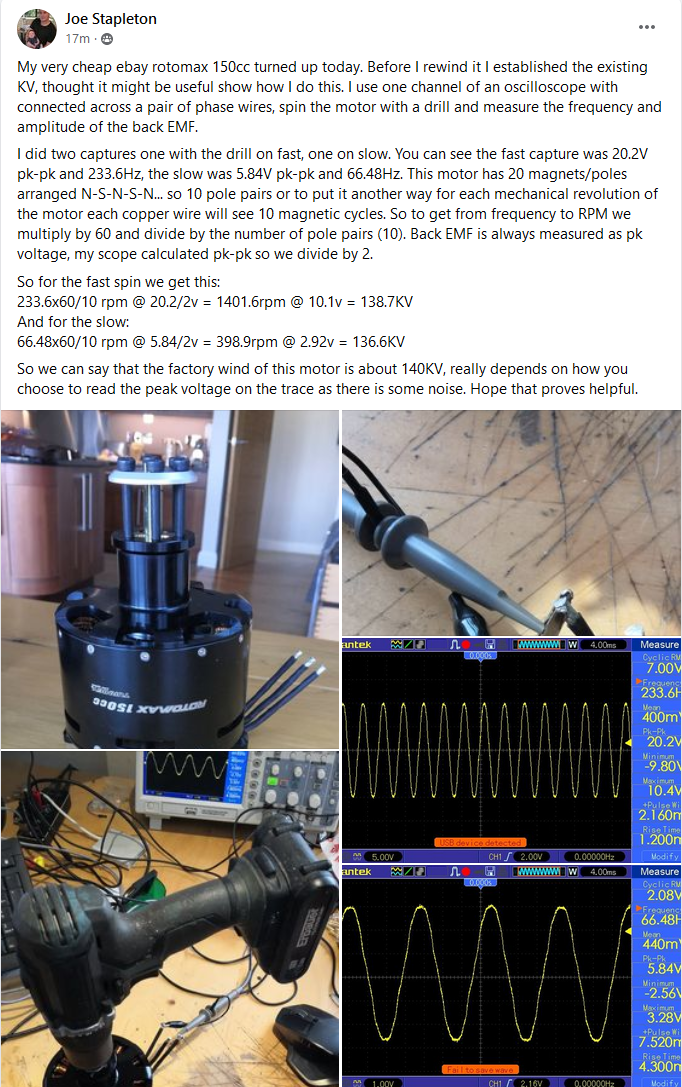 Joe Stapleton
17m ·
My very cheap ebay rotomax 150cc turned up today. Before I rewind it I established the existing
KV, thought it might be useful show how I do this. I use one channel of an oscilloscope with
connected across a pair of phase wires, spin the motor with a drill and measure the frequency and
amplitude of the back EMF.
I did two captures one with the drill on fast, one on slow. You can see the fast capture was 20.2V
pk-pk and 233.6Hz, the slow was 5.84V pk-pk and 66.48Hz. This motor has 20 magnets/poles
arranged N-S-N-S-N... so 10 pole pairs or to put it another way for each mechanical revolution of
the motor each copper wire will see 10 magnetic cycles. So to get from frequency to RPM we
multiply by 60 and divide by the number of pole pairs (10). Back EMF is always measured as pk
voltage, my scope calculated pk-pk so we divide by 2.
So for the fast spin we get this:
233.6x60/10 rpm @ 20.2/2v = 1401.6rpm @ 10.1v = 138.7KV
And for the slow:
66.48x60/10 rpm @ 5.84/2v = 398.9rpm @ 2.92v = 136.6KV
So we can say that the factory wind of this motor is about 140KV, really depends on how you
choose to read the peak voltage on the trace as there is some noise. Hope that proves helpful.
ROTOMAX 150cc
antek W 4.00ms Measure
0.000s
Cyclic RM
7.00V
Frequenc
233.6H
Mean
400m
Pk-Pk
20.2V
Minimum
-9.80V
Maximum
10.4V
+Pulse Wi
2.160m
Rise Time
1.200m
USB device detected
5.00V CH1 2.00V 0.00000Hz Modify
antek W 4.00ms Measure
0.000s
Cyclic RM
2.08V
Frequenc
66.48H
Mean
440m
Pk-Pk
5.84V
Minimum
-2.56V
Maximum
3.28V
+Pulse Wi
7.520m
Rise Time
4.300m
Fail to save wave
1.00V CH1 2.16V 0.00000Hz Modify